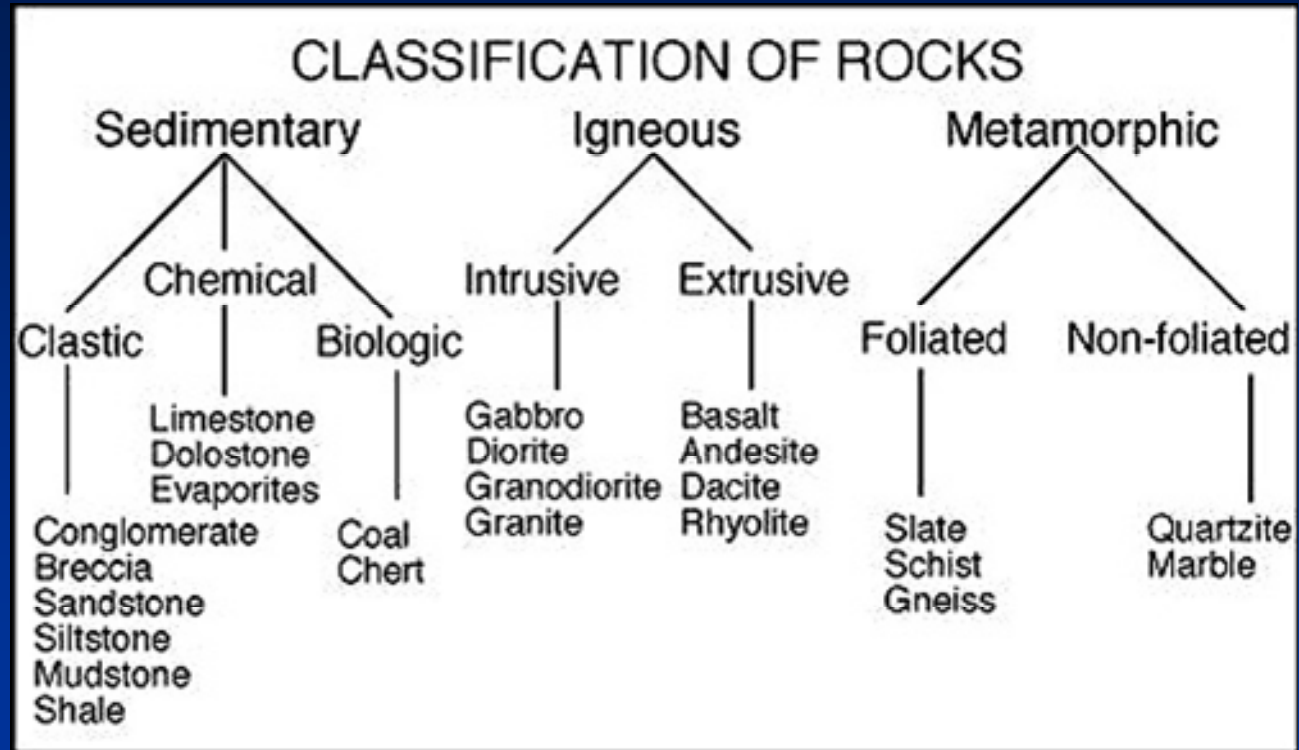 CLASSIFICATION OF ROCKS
Sedimentary
Igneous
Metamorphic
Chemical
Intrusive
Extrusive
Clastic
Biologic
Foliated
Non-foliated
Limestone
Dolostone
Evaporites
Gabbro
Diorite
Granodiorite
Granite
Basalt
Andesite
Dacite
Rhyolite
Conglomerate
Breccia
Sandstone
Siltstone
Mudstone
Shale
Coal
Chert
Slate
Schist
Gneiss
Quartzite
Marble